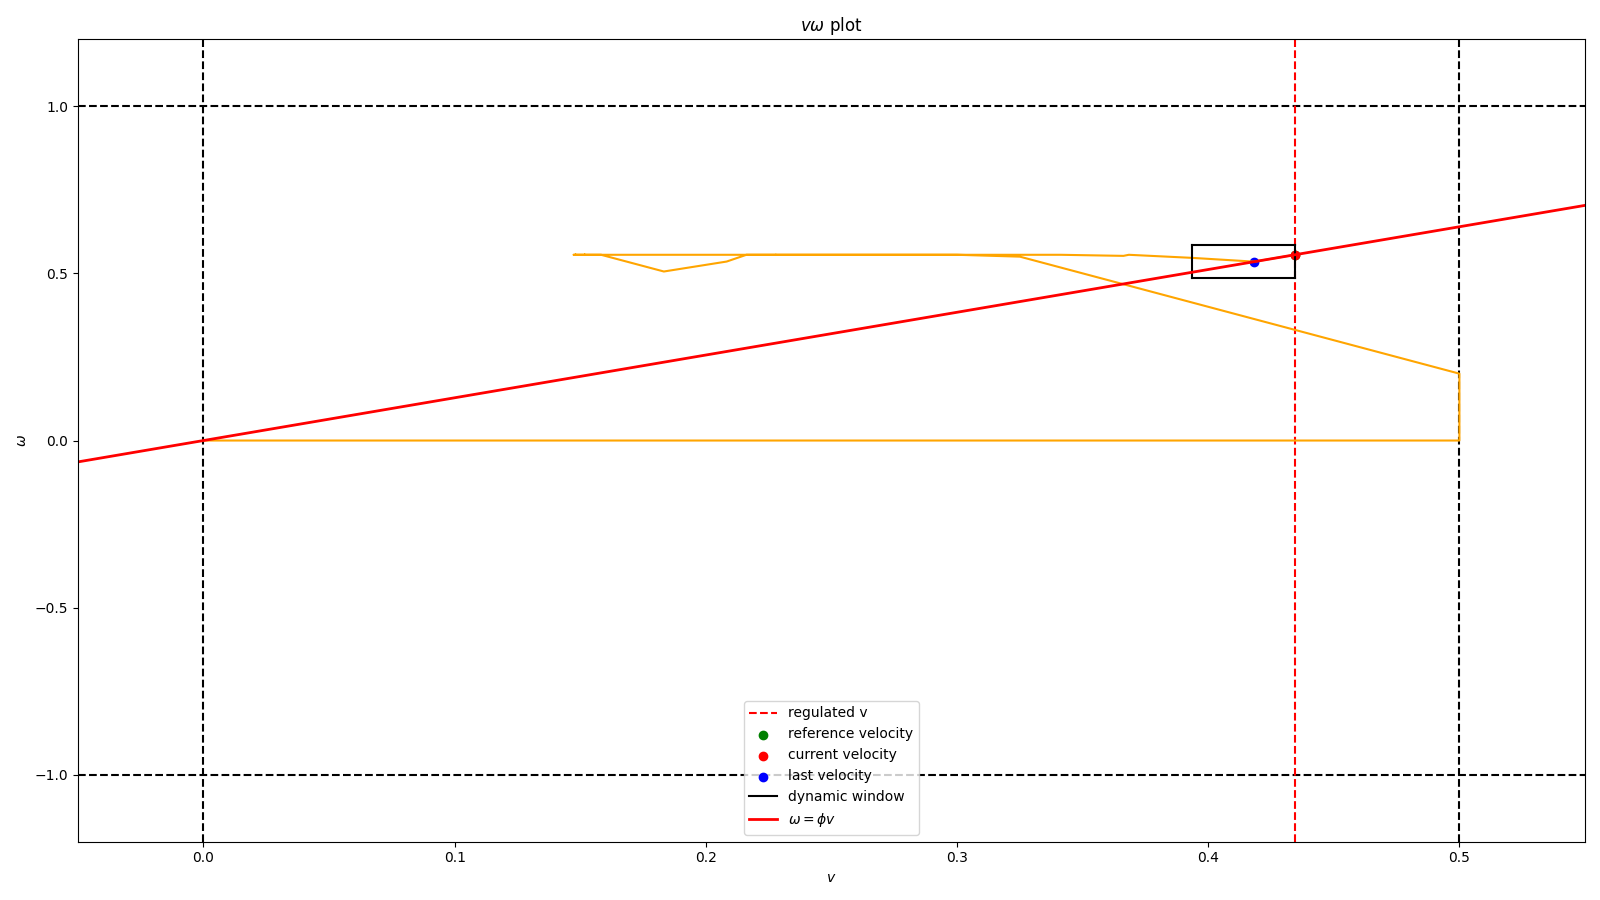 vω plot
1.0
0.5
0.0
−0.5
−1.0
ω
regulated v
reference velocity
current velocity
last velocity
dynamic window
ω = ϕv
0.0
0.1
0.2
0.3
0.4
0.5
v